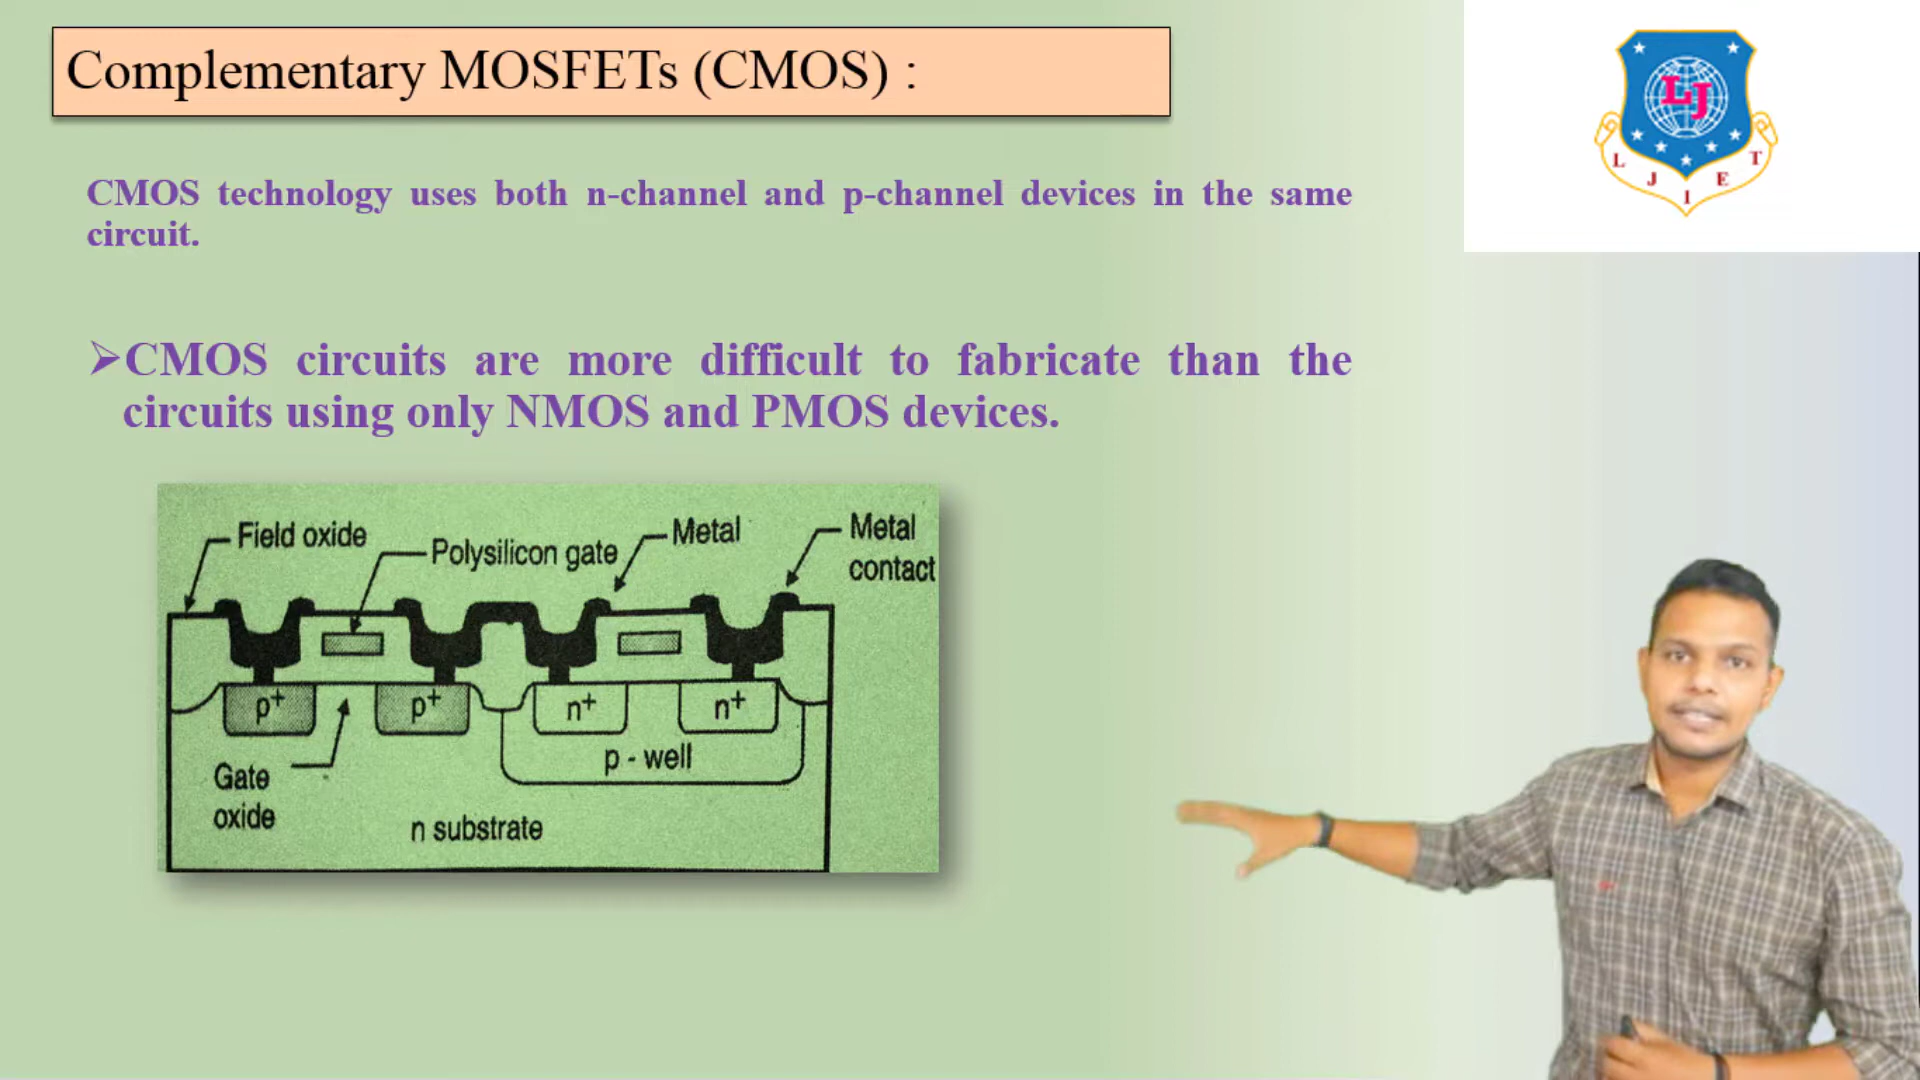 Complementary MOSFETs (CMOS) :
CMOS technology uses both n-channel and p-channel devices in the same
circuit.
➢CMOS circuits are more difficult to fabricate than the
circuits using only NMOS and PMOS devices.
Field oxide
Polysilicon gate
Metal
Metal
contact
p+
p+
n+
n+
p - well
Gate
oxide
n substrate
LJ
L J I E T